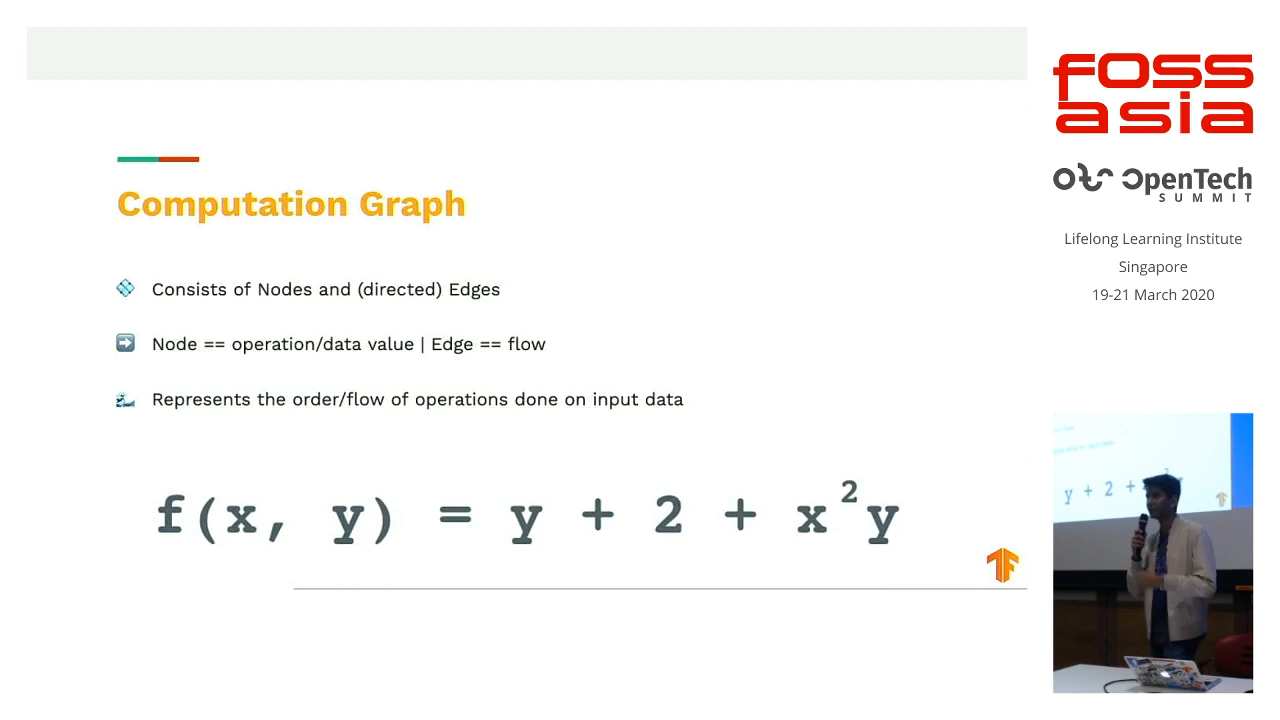 Computation Graph
Consists of Nodes and (directed) Edges
Node == operation/data value | Edge == flow
Represents the order/flow of operations done on input data
f(x, y) = y + 2 + x²y
FOSS
asia
OpenTech
SUMMIT
Lifelong Learning Institute
Singapore
19-21 March 2020
y + 2 +